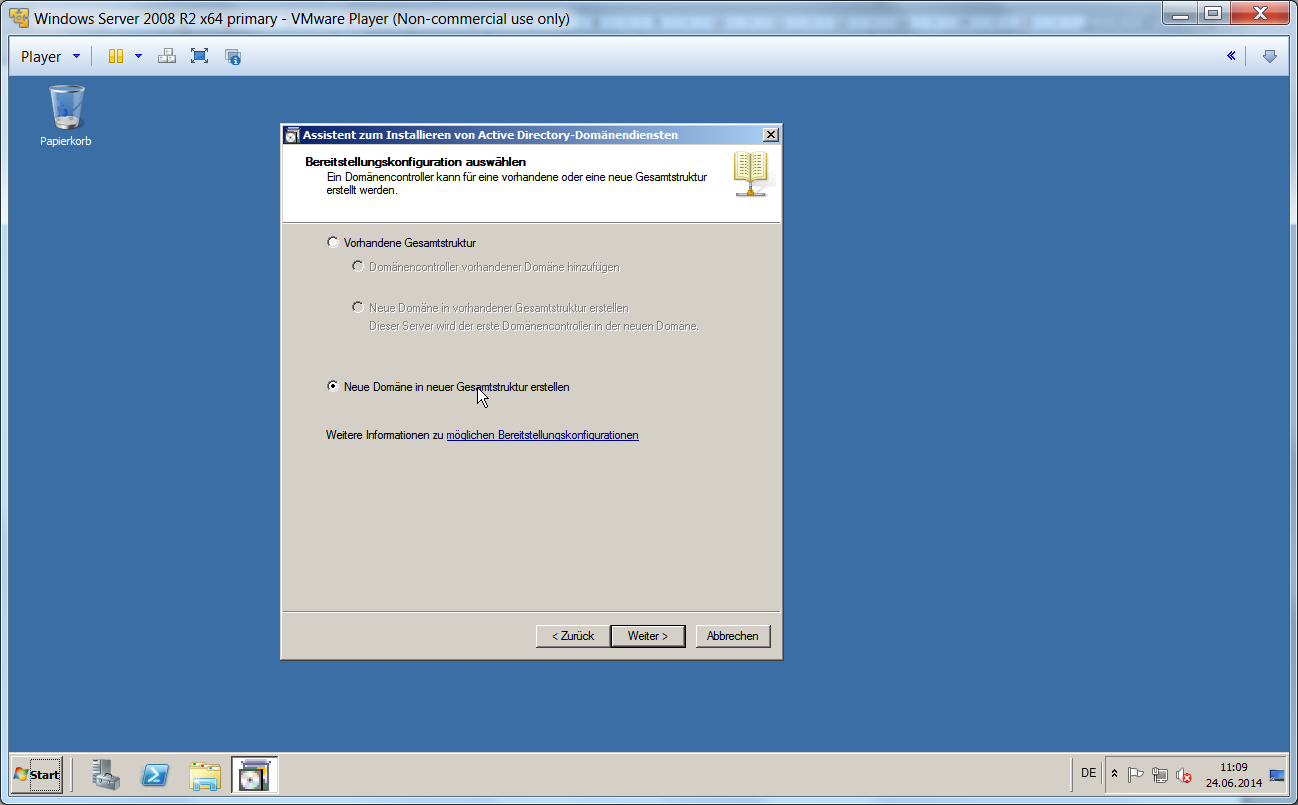 Windows Server 2008 R2 x64 primary - VMware Player (Non-commercial use only)
Player
Papierkorb
Assistent zum Installieren von Active Directory-Domänendiensten
Bereitstellungskonfiguration auswählen
Ein Domänencontroller kann für eine vorhandene oder eine neue Gesamtstruktur
erstellt werden.
Vorhandene Gesamtstruktur
Domänencontroller vorhandener Domäne hinzufügen
Neue Domäne in vorhandener Gesamtstruktur erstellen
Dieser Server wird der erste Domänencontroller in der neuen Domäne.
Neue Domäne in neuer Gesamtstruktur erstellen
Weitere Informationen zu möglichen Bereitstellungskonfigurationen
< Zurück
Weiter >
Abbrechen
Start
DE
11:09
24.06.2014